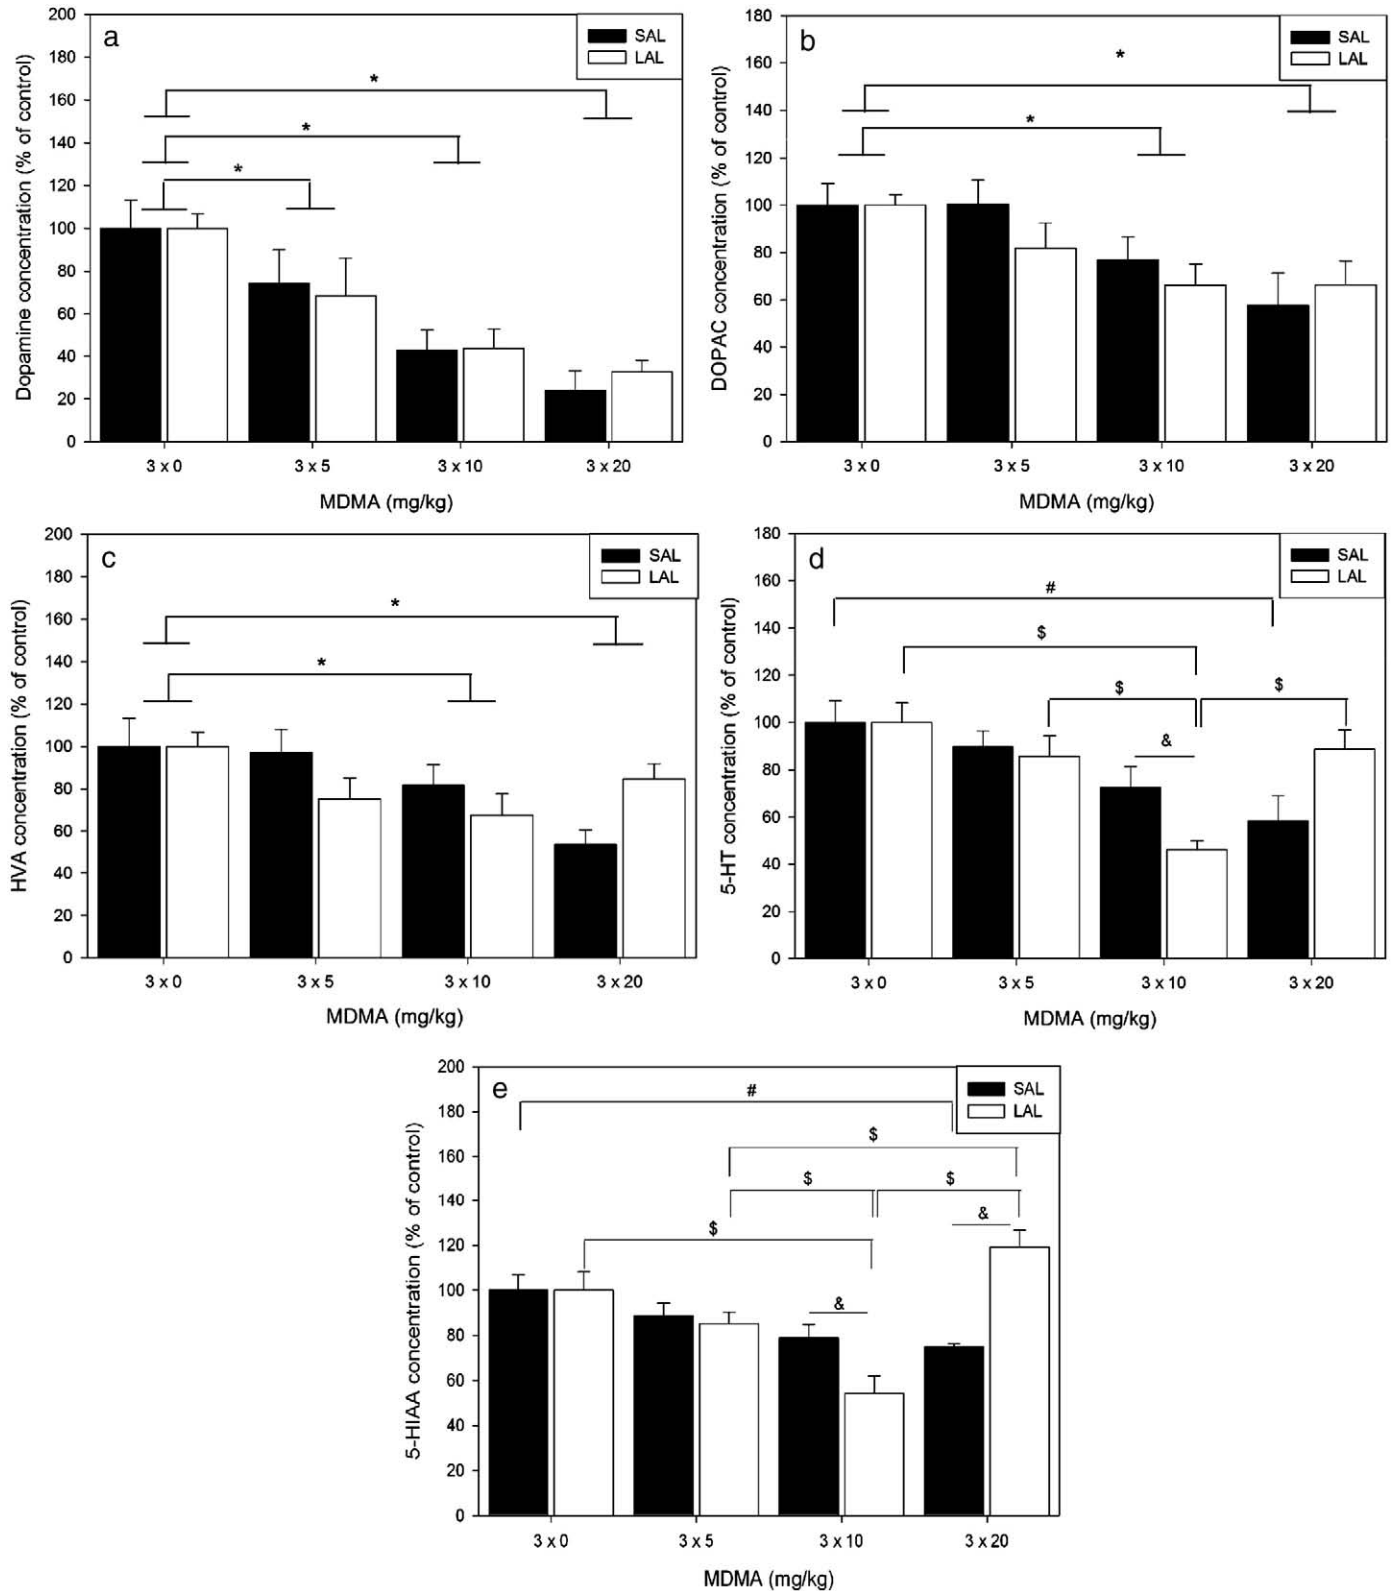 a
SAL
LAL
Dopamine concentration (% of control)
200
180
160
140
120
100
80
60
40
20
0
*
*
*
3 x 0
3 x 5
3 x 10
3 x 20
MDMA (mg/kg)
b
SAL
LAL
DOPAC concentration (% of control)
180
160
140
120
100
80
60
40
20
0
*
*
3 x 0
3 x 5
3 x 10
3 x 20
MDMA (mg/kg)
c
SAL
LAL
HVA concentration (% of control)
200
180
160
140
120
100
80
60
40
20
0
*
*
3 x 0
3 x 5
3 x 10
3 x 20
MDMA (mg/kg)
d
SAL
LAL
5-HT concentration (% of control)
180
160
140
120
100
80
60
40
20
0
#
$
$
$
&
3 x 0
3 x 5
3 x 10
3 x 20
MDMA (mg/kg)
e
SAL
LAL
5-HIAA concentration (% of control)
200
180
160
140
120
100
80
60
40
20
0
#
$
$
$
&
$
&
3 x 0
3 x 5
3 x 10
3 x 20
MDMA (mg/kg)